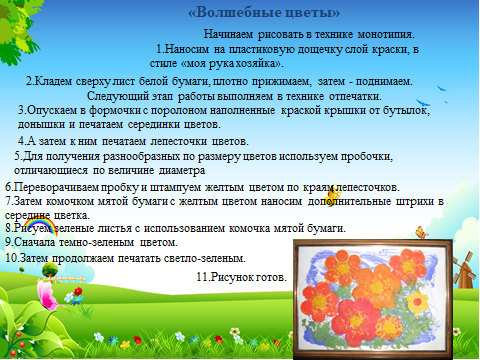 «Волшебные цветы»
Начинаем рисовать в технике монотипия.
1.Наносим на пластиковую дощечку слой краски, в
стиле «моя рука хозяйка».
2.Кладем сверху лист белой бумаги, плотно прижимаем, затем - поднимаем.
Следующий этап работы выполняем в технике отпечатки.
3.Опускаем в формочки с поролоном наполненные краской крышки от бутылок,
донышки и печатаем серединки цветов.
4.А затем к ним печатаем лепесточки цветов.
5.Для получения разнообразных по размеру цветов используем пробочки,
отличающиеся по величине диаметра
6.Переворачиваем пробку и штампуем желтым цветом по краям лепесточков.
7.Затем комочком мятой бумаги с желтым цветом наносим дополнительные штрихи в
середине цветка.
8.Рисуем зеленые листья с использованием комочка мятой бумаги.
9.Сначала темно-зеленым цветом.
10.Затем продолжаем печатать светло-зеленым.
11.Рисунок готов.